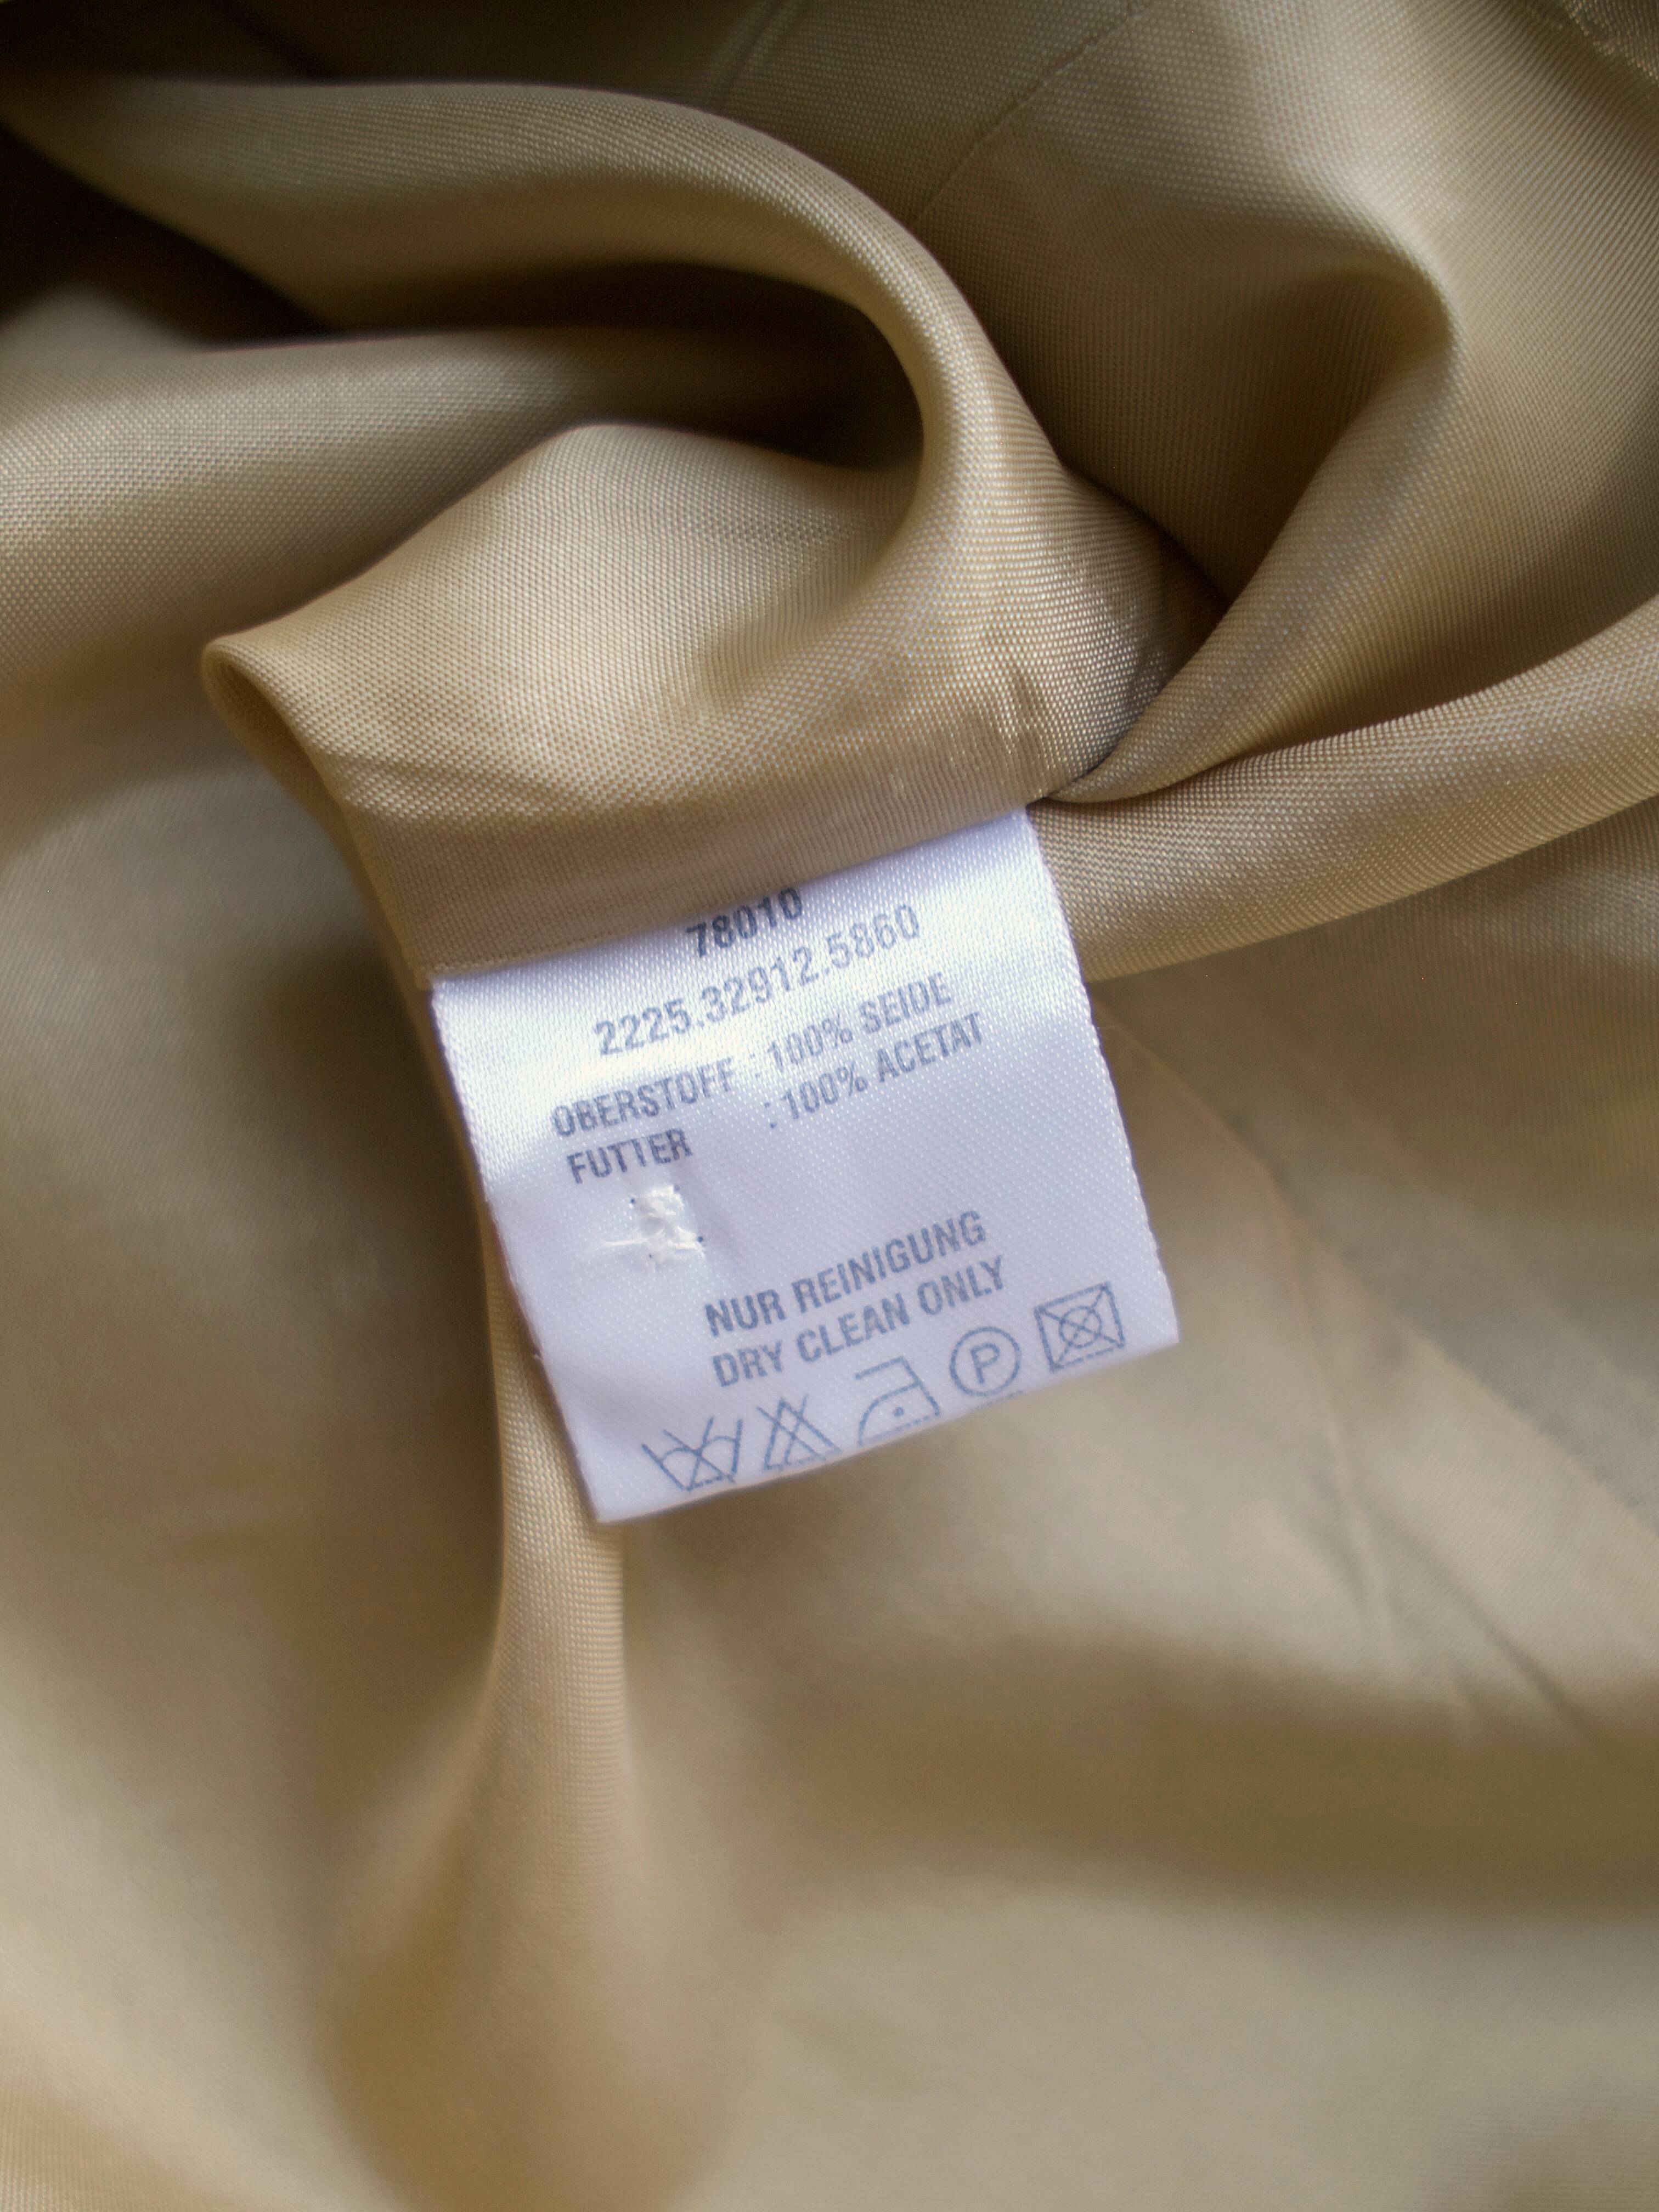 78010
2225.32912.5860
OBERSTOFF : 100% SEIDE
FUTTER : 100% ACETAT
NUR REINIGUNG
DRY CLEAN ONLY
P